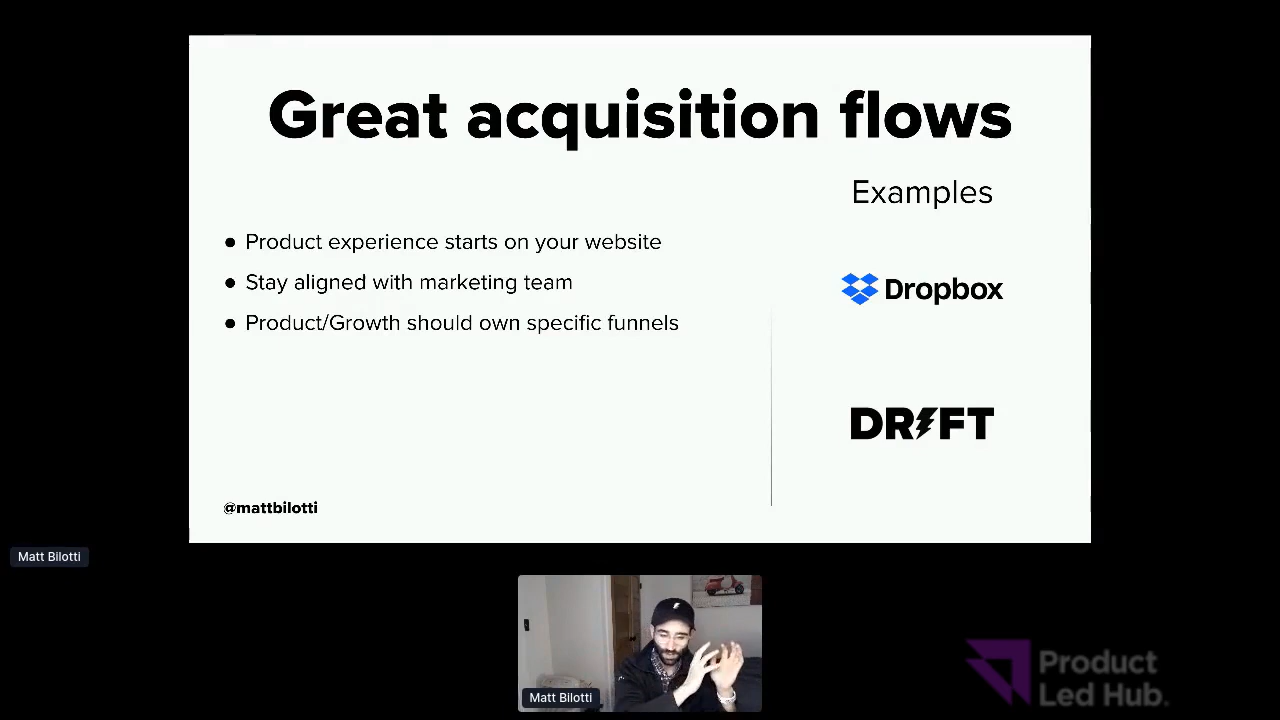 Great acquisition flows
Examples
● Product experience starts on your website
● Stay aligned with marketing team
● Product/Growth should own specific funnels
Dropbox
DRIFT
@mattbilotti
Matt Bilotti
Matt Bilotti
Product
Led Hub.